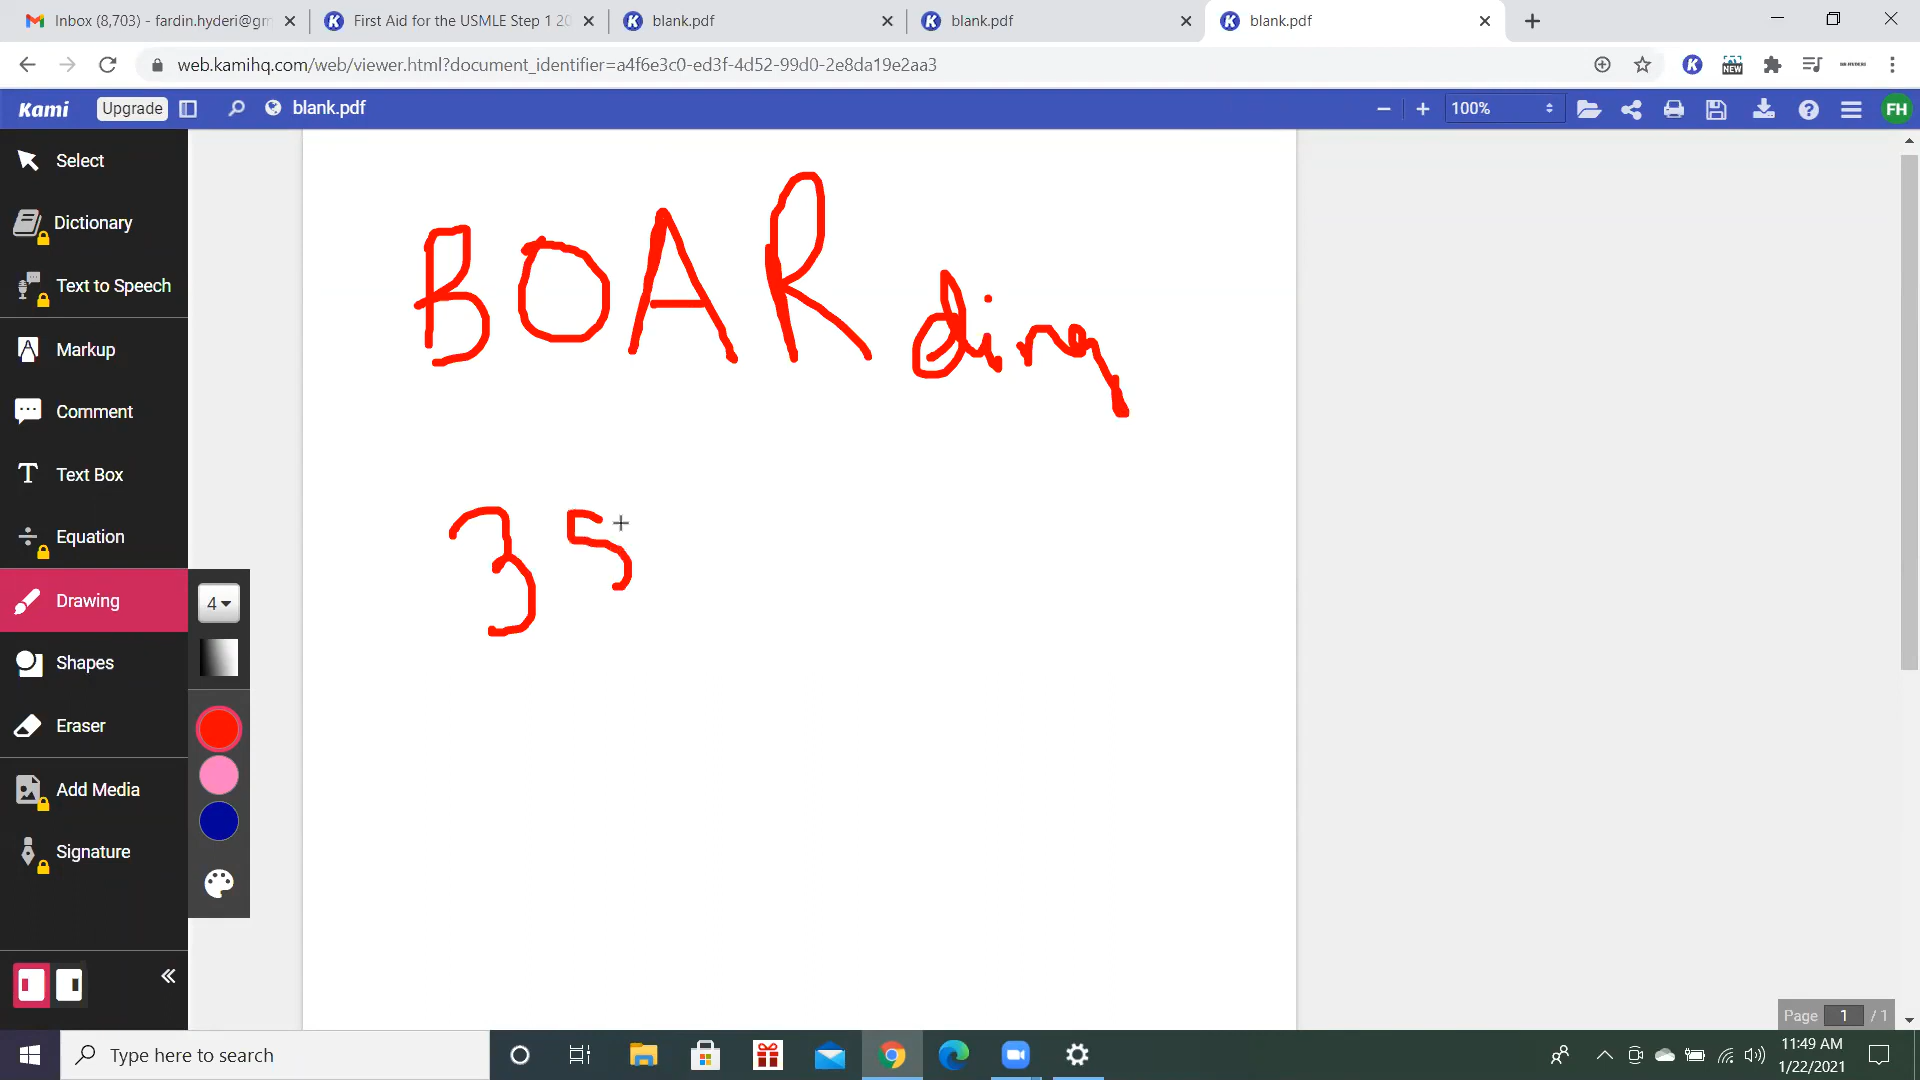 Inbox (8,703) - fardin.hyderi@gm
First Aid for the USMLE Step 1 20
blank.pdf
blank.pdf
blank.pdf
web.kamihq.com/web/viewer.html?document_identifier=a4f6e3c0-ed3f-4d52-99d0-2e8da19e2aa3
NEW
Kami
Upgrade
blank.pdf
100%
FH
Select
Dictionary
Text to Speech
Markup
Comment
Text Box
Equation
Drawing
4
Shapes
Eraser
Add Media
Signature
BOARding
35
Page 1 / 1
Type here to search
11:49 AM
1/22/2021